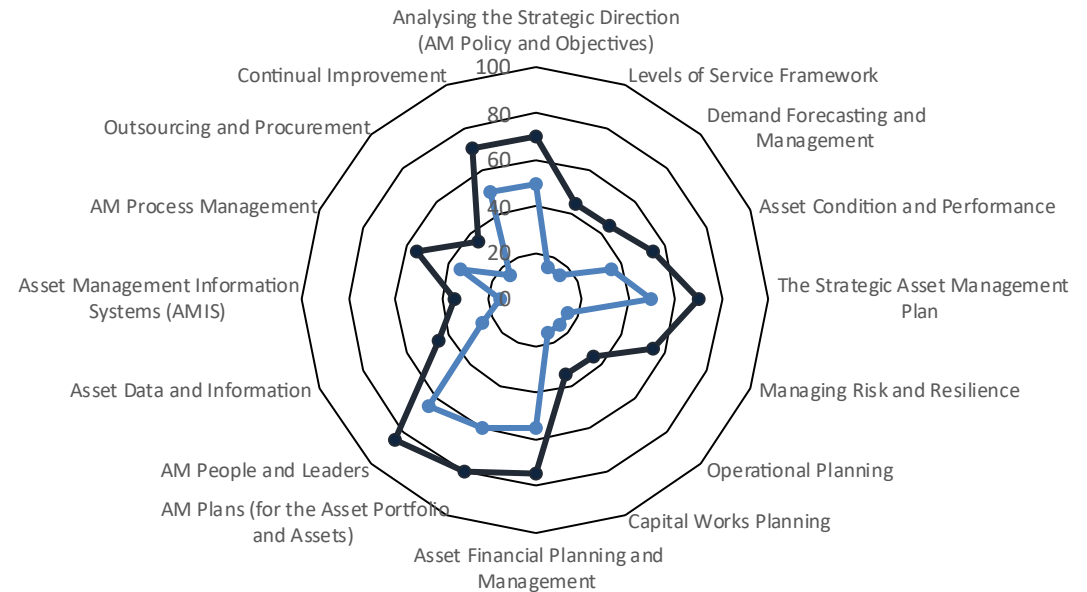 Analysing the Strategic Direction
(AM Policy and Objectives)
Levels of Service Framework
Demand Forecasting and
Management
Asset Condition and Performance
The Strategic Asset Management
Plan
Managing Risk and Resilience
Operational Planning
Capital Works Planning
Asset Financial Planning and
Management
AM Plans (for the Asset Portfolio
and Assets)
AM People and Leaders
Asset Data and Information
Asset Management Information
Systems (AMIS)
AM Process Management
Outsourcing and Procurement
Continual Improvement
100
80
60
40
20
0